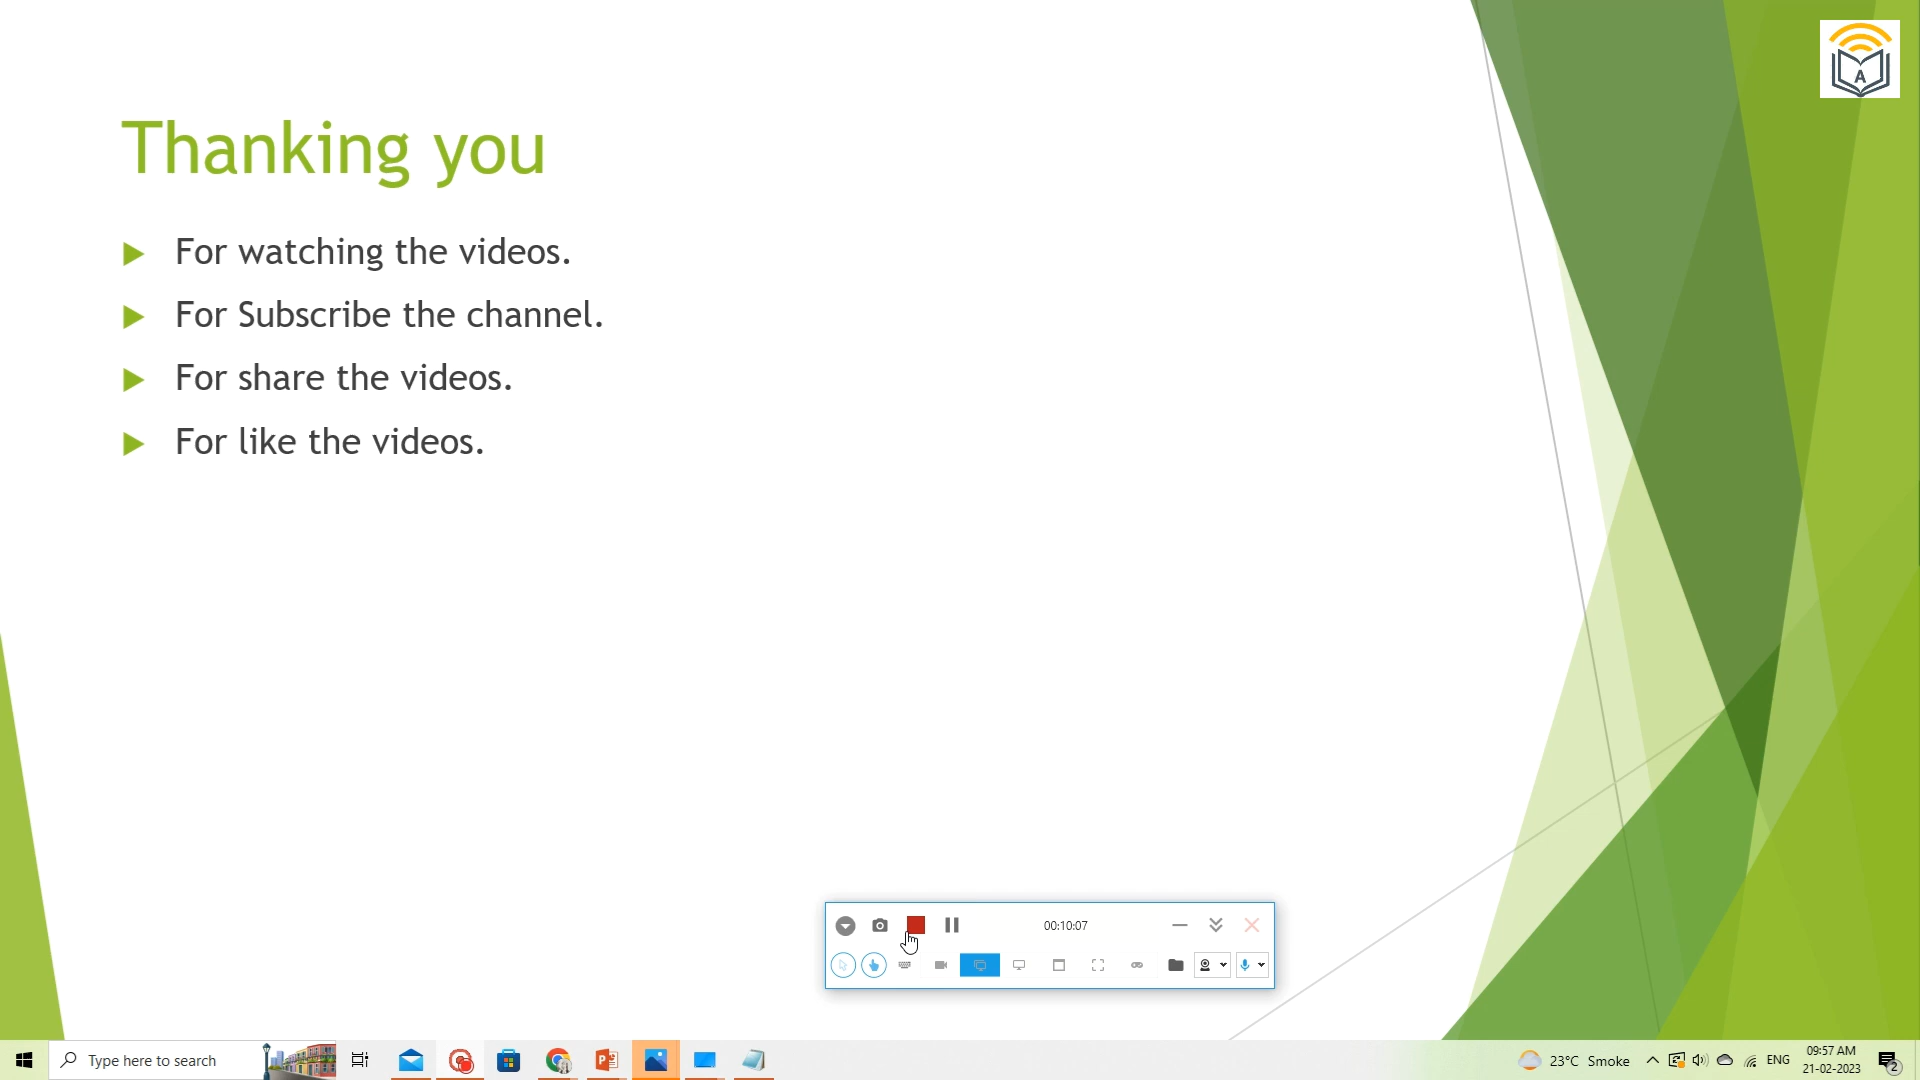 A
Thanking you
For watching the videos.
For Subscribe the channel.
For share the videos.
For like the videos.
00:10:07
Type here to search
23°C Smoke
ENG
09:57 AM
21-02-2023
2